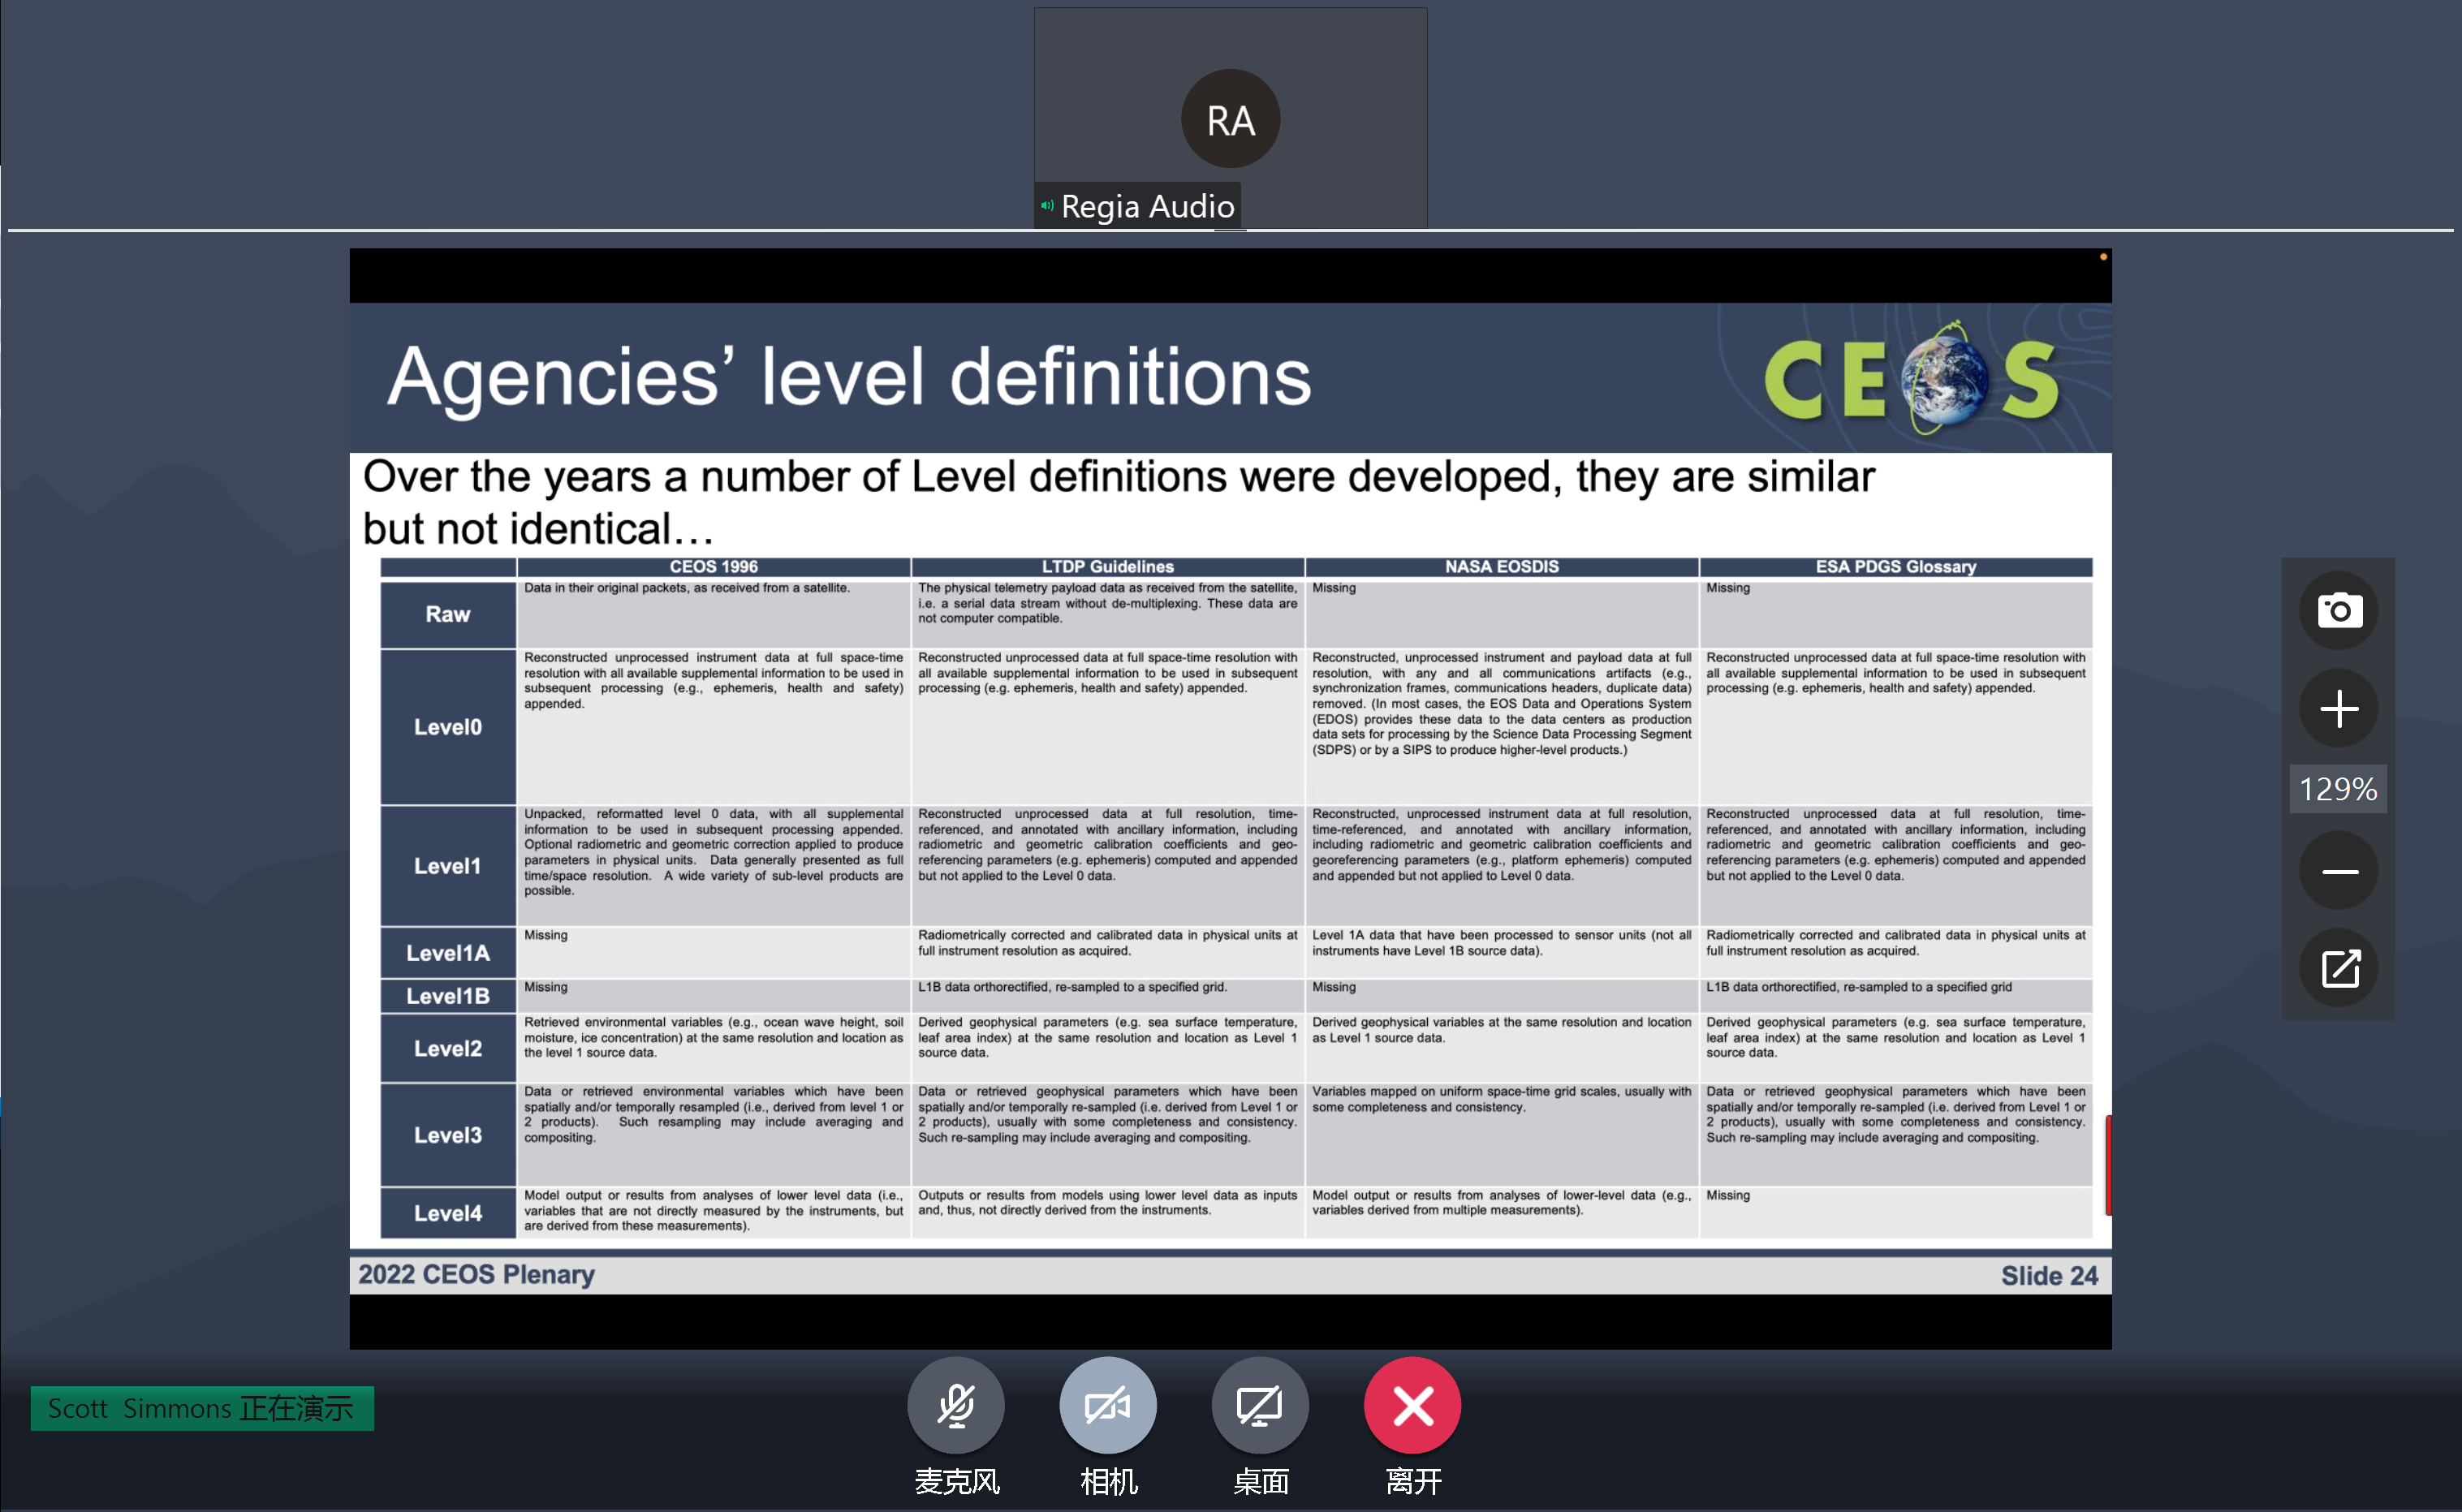 RA
Regia Audio
Agencies’ level definitions
CEOS
Over the years a number of Level definitions were developed, they are similar
but not identical…
CEOS 1996
LTDP Guidelines
NASA EOSDIS
ESA PDGS Glossary
Raw
Data in their original packets, as received from a satellite.
The physical telemetry payload data as received from the satellite,
i.e. a serial data stream without de-multiplexing. These data are
not computer compatible.
Missing
Missing
Level0
Reconstructed unprocessed instrument data at full space-time
resolution with all available supplemental information to be used in
subsequent processing (e.g., ephemeris, health and safety)
appended.
Reconstructed unprocessed data at full space-time resolution with
all available supplemental information to be used in subsequent
processing (e.g. ephemeris, health and safety) appended.
Reconstructed, unprocessed instrument and payload data at full
resolution, with any and all communications artifacts (e.g.,
synchronization frames, communications headers, duplicate data)
removed. (In most cases, the EOS Data and Operations System
(EDOS) provides these data to the data centers as production
data sets for processing by the Science Data Processing Segment
(SDPS) or by a SIPS to produce higher-level products.)
Reconstructed unprocessed data at full space-time resolution with
all available supplemental information to be used in subsequent
processing (e.g. ephemeris, health and safety) appended.
Level1
Unpacked, reformatted level 0 data, with all supplemental
information to be used in subsequent processing appended.
Optional radiometric and geometric correction applied to produce
parameters in physical units. Data generally presented as full
time/space resolution. A wide variety of sub-level products are
possible.
Reconstructed unprocessed data at full resolution, time-
referenced, and annotated with ancillary information, including
radiometric and geometric calibration coefficients and geo-
referencing parameters (e.g. ephemeris) computed and appended
but not applied to the Level 0 data.
Reconstructed, unprocessed instrument data at full resolution,
time-referenced, and annotated with ancillary information,
including radiometric and geometric calibration coefficients and
georeferencing parameters (e.g., platform ephemeris) computed
and appended but not applied to Level 0 data.
Reconstructed unprocessed data at full resolution, time-
referenced, and annotated with ancillary information, including
radiometric and geometric calibration coefficients and geo-
referencing parameters (e.g. ephemeris) computed and appended
but not applied to the Level 0 data.
Level1A
Missing
Radiometrically corrected and calibrated data in physical units at
full instrument resolution as acquired.
Level 1A data that have been processed to sensor units (not all
instruments have Level 1B source data).
Radiometrically corrected and calibrated data in physical units at
full instrument resolution as acquired.
Level1B
Missing
L1B data orthorectified, re-sampled to a specified grid.
Missing
L1B data orthorectified, re-sampled to a specified grid
Level2
Retrieved environmental variables (e.g., ocean wave height, soil
moisture, ice concentration) at the same resolution and location as
the level 1 source data.
Derived geophysical parameters (e.g. sea surface temperature,
leaf area index) at the same resolution and location as Level 1
source data.
Derived geophysical variables at the same resolution and location
as Level 1 source data.
Derived geophysical parameters (e.g. sea surface temperature,
leaf area index) at the same resolution and location as Level 1
source data.
Level3
Data or retrieved environmental variables which have been
spatially and/or temporally resampled (i.e., derived from level 1 or
2 products). Such resampling may include averaging and
compositing.
Data or retrieved geophysical parameters which have been
spatially and/or temporally re-sampled (i.e. derived from Level 1 or
2 products), usually with some completeness and consistency.
Such re-sampling may include averaging and compositing.
Variables mapped on uniform space-time grid scales, usually with
some completeness and consistency.
Data or retrieved geophysical parameters which have been
spatially and/or temporally re-sampled (i.e. derived from Level 1 or
2 products), usually with some completeness and consistency.
Such re-sampling may include averaging and compositing.
Level4
Model output or results from analyses of lower level data (i.e.,
variables that are not directly measured by the instruments, but
are derived from these measurements).
Outputs or results from models using lower level data as inputs
and, thus, not directly derived from the instruments.
Model output or results from analyses of lower-level data (e.g.,
variables derived from multiple measurements).
Missing
2022 CEOS Plenary
Slide 24
129%
Scott Simmons 正在演示
麦克风
相机
桌面
离开